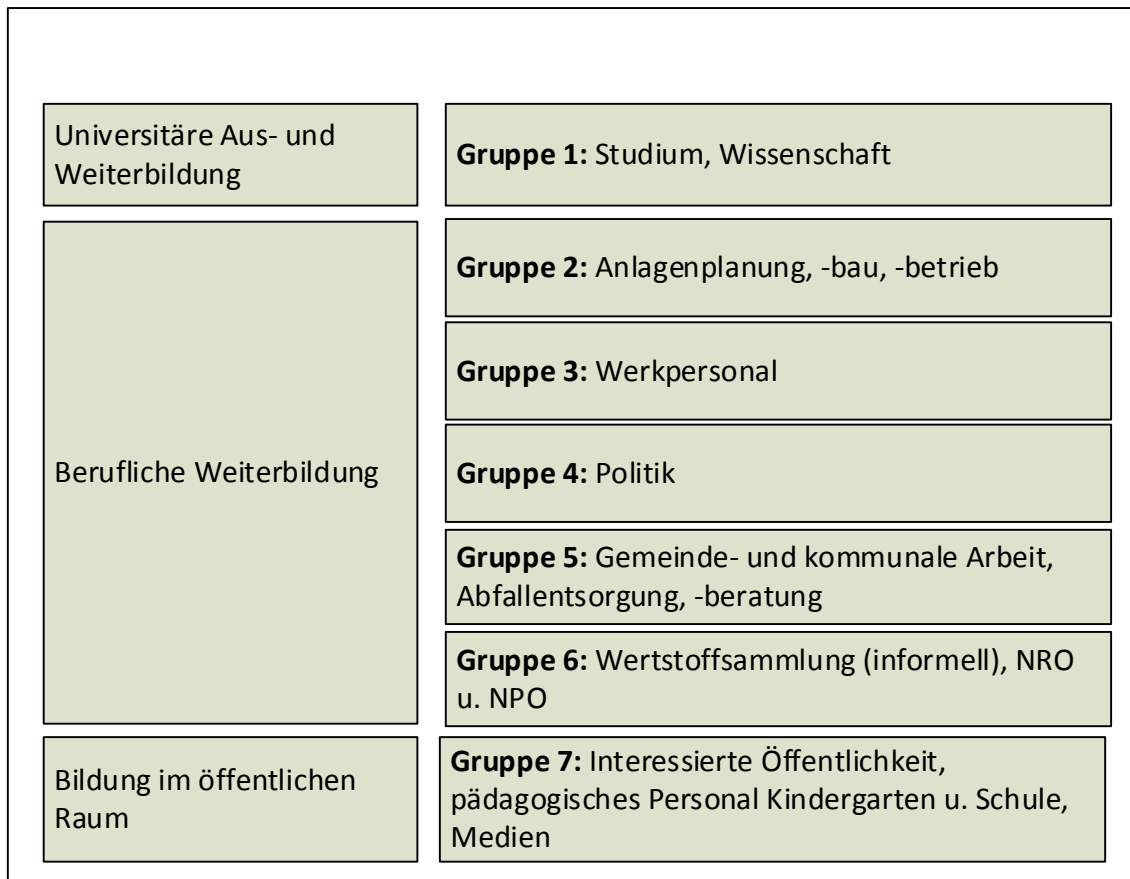 Universitäre Aus- und
Weiterbildung
Gruppe 1: Studium, Wissenschaft
Berufliche Weiterbildung
Gruppe 2: Anlagenplanung, -bau, -betrieb
Gruppe 3: Werkpersonal
Gruppe 4: Politik
Gruppe 5: Gemeinde- und kommunale Arbeit,
Abfallentsorgung, -beratung
Gruppe 6: Wertstoffsammlung (informell), NRO
u. NPO
Bildung im öffentlichen
Raum
Gruppe 7: Interessierte Öffentlichkeit,
pädagogisches Personal Kindergarten u. Schule,
Medien